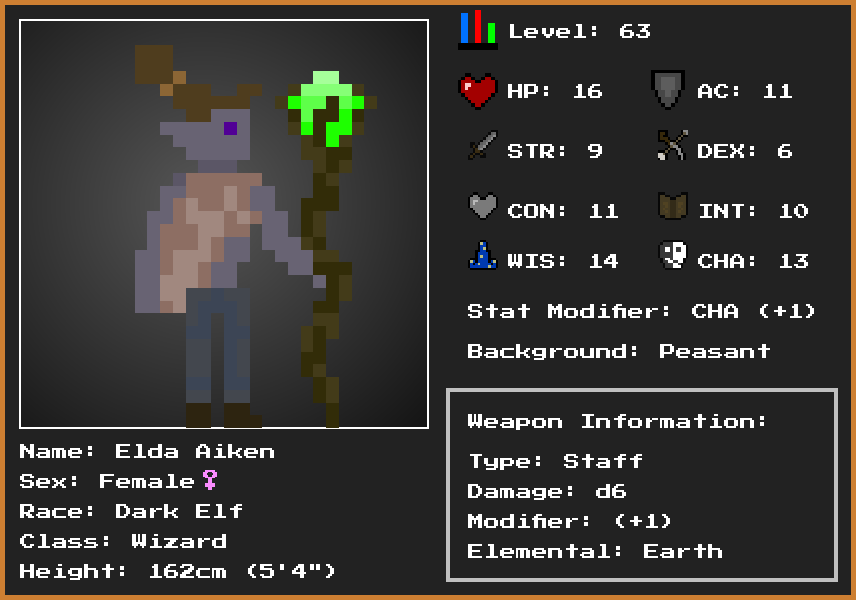 Level: 63
HP: 16 AC: 11
STR: 9 DEX: 6
CON: 11 INT: 10
WIS: 14 CHA: 13
Stat Modifier: CHA (+1)
Background: Peasant
Weapon Information:
Type: Staff
Damage: d6
Modifier: (+1)
Elemental: Earth
Name: Elda Aiken
Sex: Female♀
Race: Dark Elf
Class: Wizard
Height: 162cm (5'4")